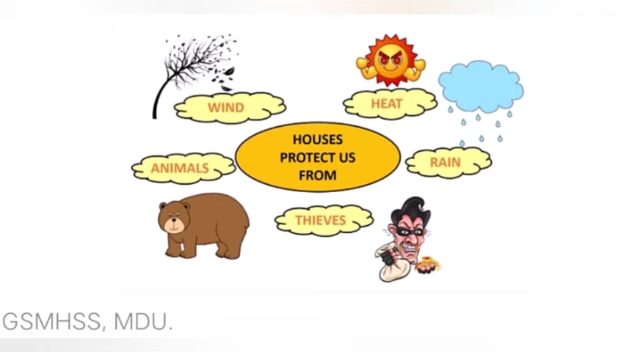 WIND
HEAT
HOUSES
PROTECT US
FROM
ANIMALS
RAIN
THIEVES
GSMHSS, MDU.